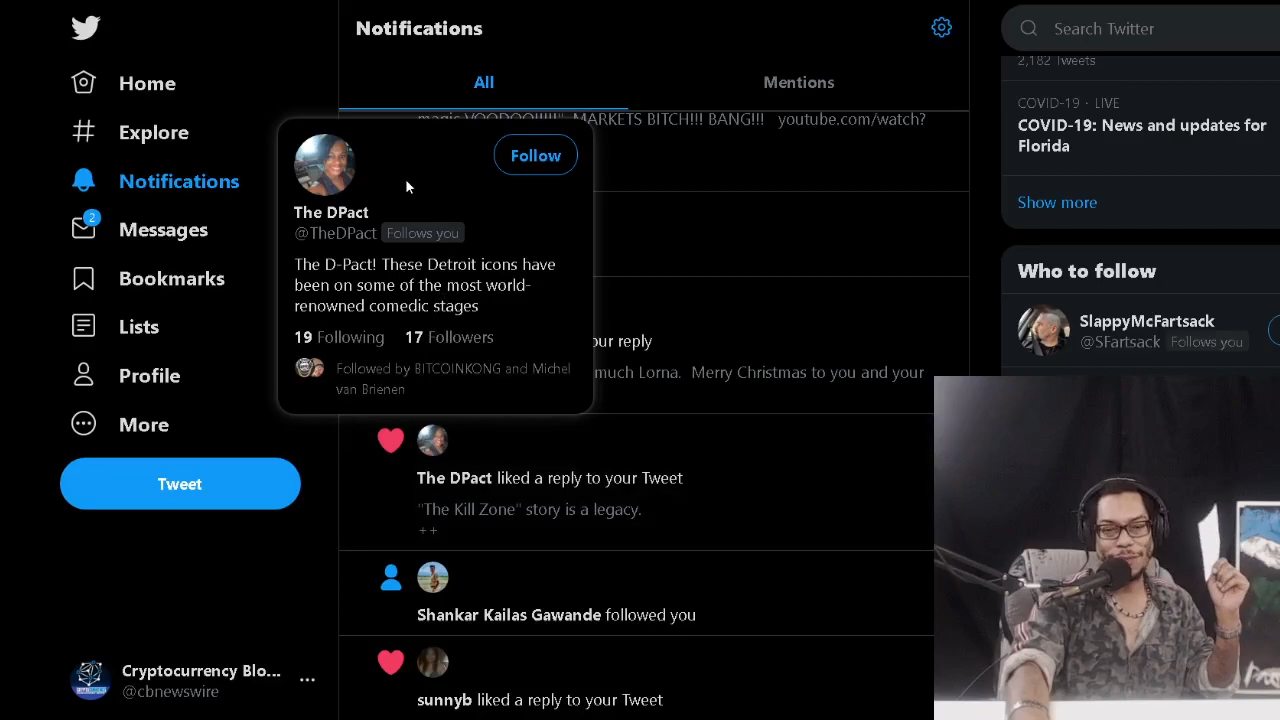 Home
Explore
Notifications
2
Messages
Bookmarks
Lists
Profile
More
Tweet
Cryptocurrency Blo...
@cbnewswire
Notifications
All
Mentions
magic VOODOO!!!!!" MARKETS BITCH!!! BANG!!! youtube.com/watch?
Follow
The DPact
@TheDPact Follows you
The D-Pact! These Detroit icons have
been on some of the most world-
renowned comedic stages
19 Following 17 Followers
Followed by BITCOINKONG and Michel
van Brienen
our reply
much Lorna. Merry Christmas to you and your
The DPact liked a reply to your Tweet
"The Kill Zone" story is a legacy.
++
Shankar Kailas Gawande followed you
sunnyb liked a reply to your Tweet
Search Twitter
2,182 Tweets
COVID-19 · LIVE
COVID-19: News and updates for
Florida
Show more
Who to follow
SlappyMcFartsack
@SFartsack Follows you